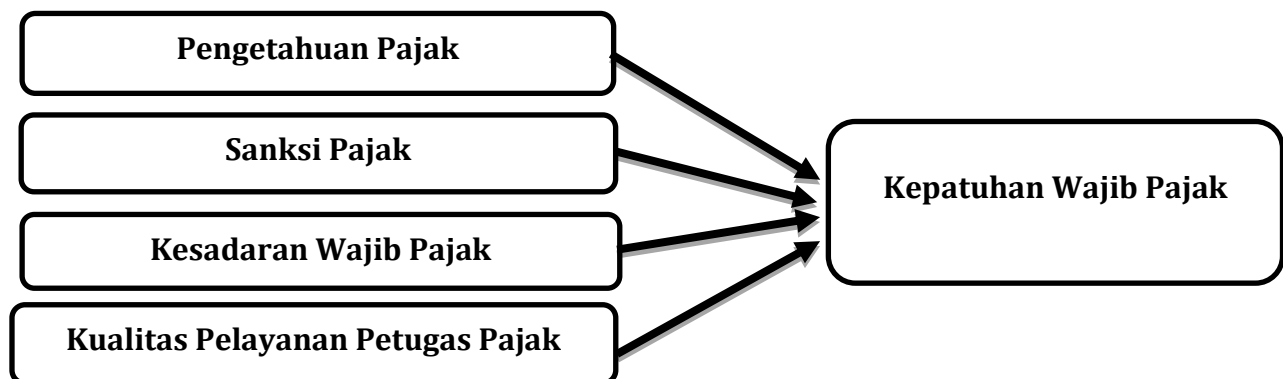 Pengetahuan Pajak
Sanksi Pajak
Kepatuhan Wajib Pajak
Kesadaran Wajib Pajak
Kualitas Pelayanan Petugas Pajak